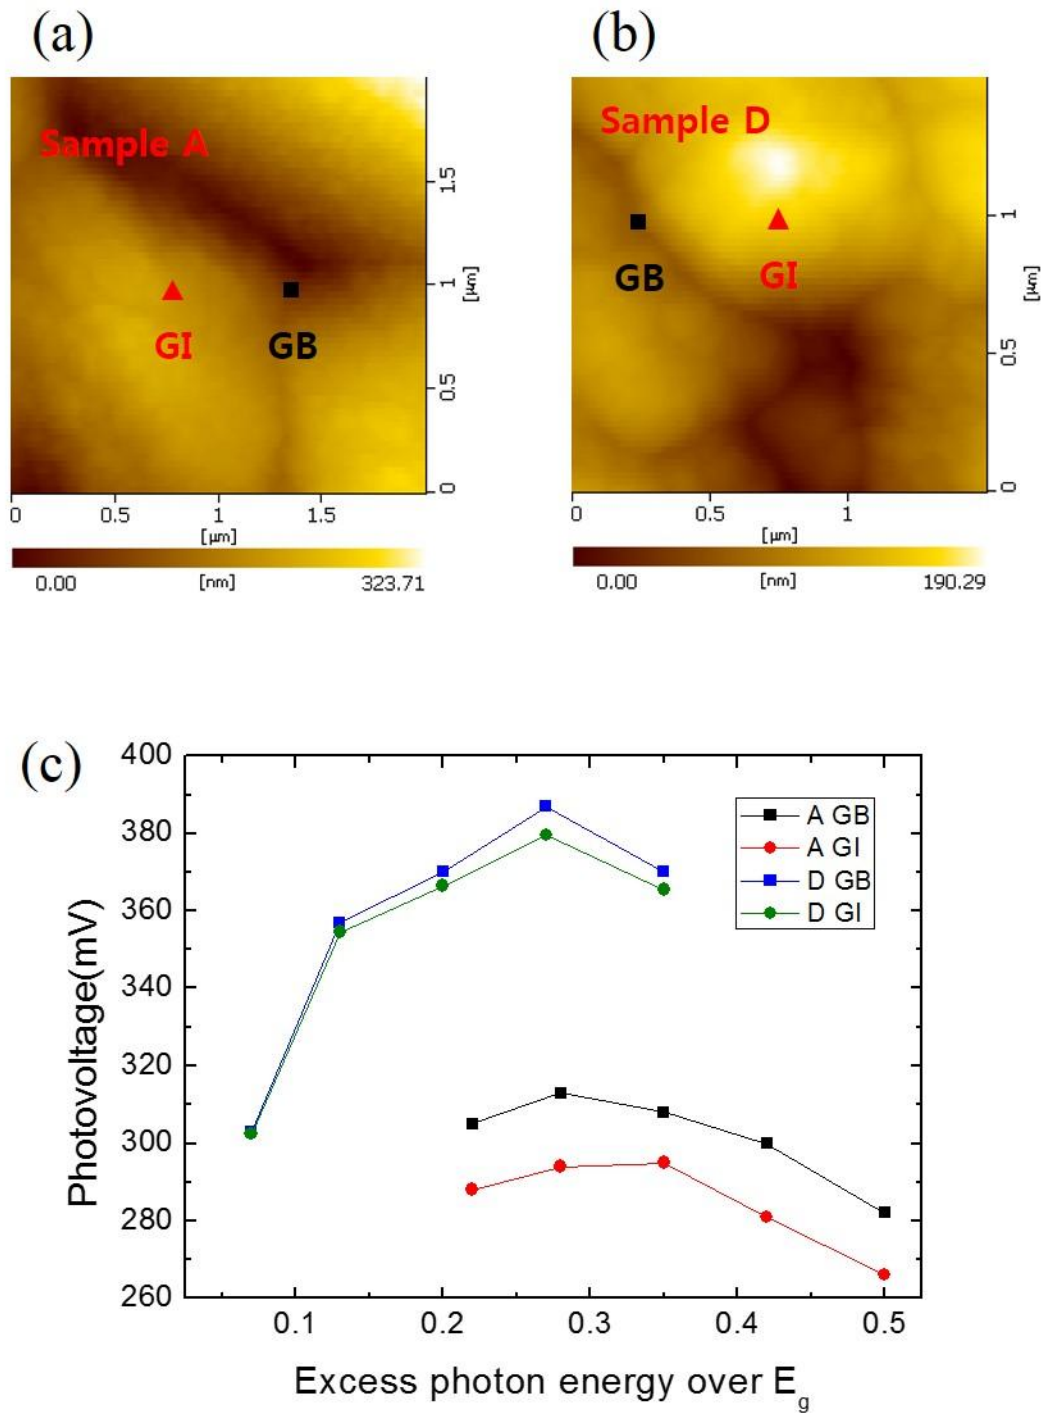 (a)
(b)
Sample A
GI
GB
0
0.5
1
1.5
[µm]
0
0.5
1
1.5
[µm]
0.00
[nm]
323.71
Sample D
GB
GI
0
0.5
1
[µm]
0
0.5
1
[µm]
0.00
[nm]
190.29
(c)
400
380
360
340
320
300
280
260
Photovoltage(mV)
A GB
A GI
D GB
D GI
0.1
0.2
0.3
0.4
0.5
Excess photon energy over Eg